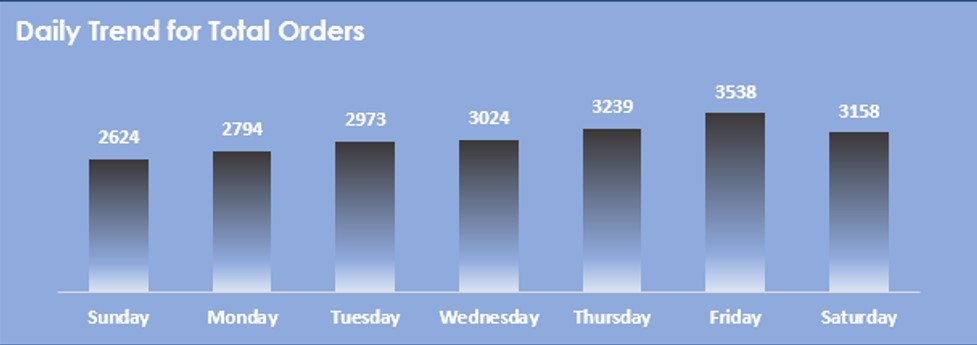 Daily Trend for Total Orders
2624 2794 2973 3024 3239 3538 3158
Sunday Monday Tuesday Wednesday Thursday Friday Saturday